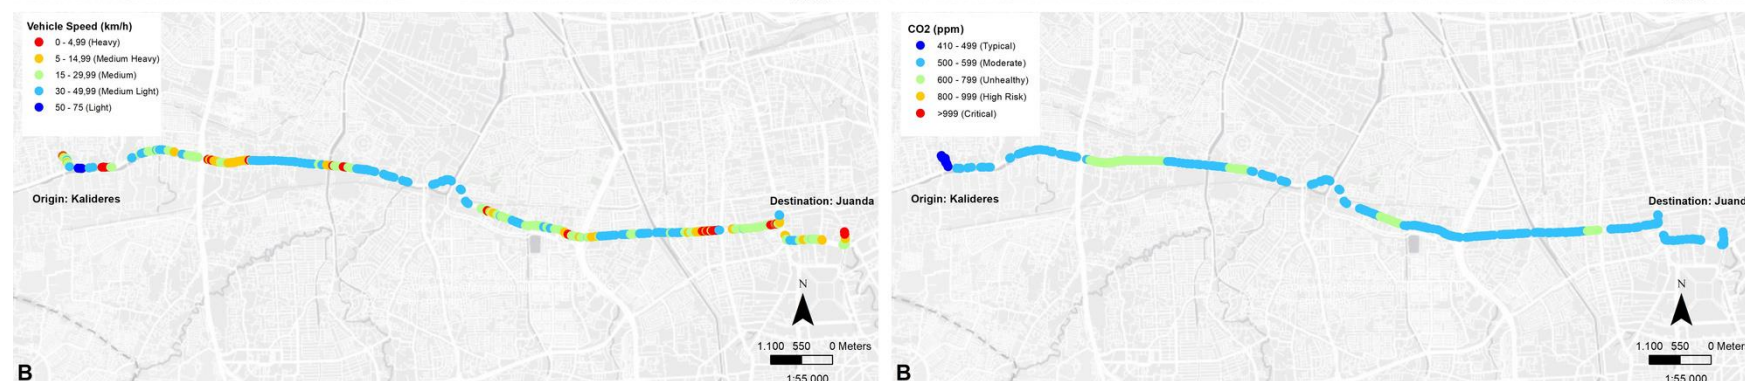 Vehicle Speed (km/h)
0 - 4,99 (Heavy)
5 - 14,99 (Medium Heavy)
15 - 29,99 (Medium)
30 - 49,99 (Medium Light)
50 - 75 (Light)
Origin: Kalideres
Destination: Juanda
N
1.100 550 0 Meters
1:55.000
B
CO2 (ppm)
410 - 499 (Typical)
500 - 599 (Moderate)
600 - 799 (Unhealthy)
800 - 999 (High Risk)
>999 (Critical)
Origin: Kalideres
Destination: Juand
N
1.100 550 0 Meter
1:55.000
B